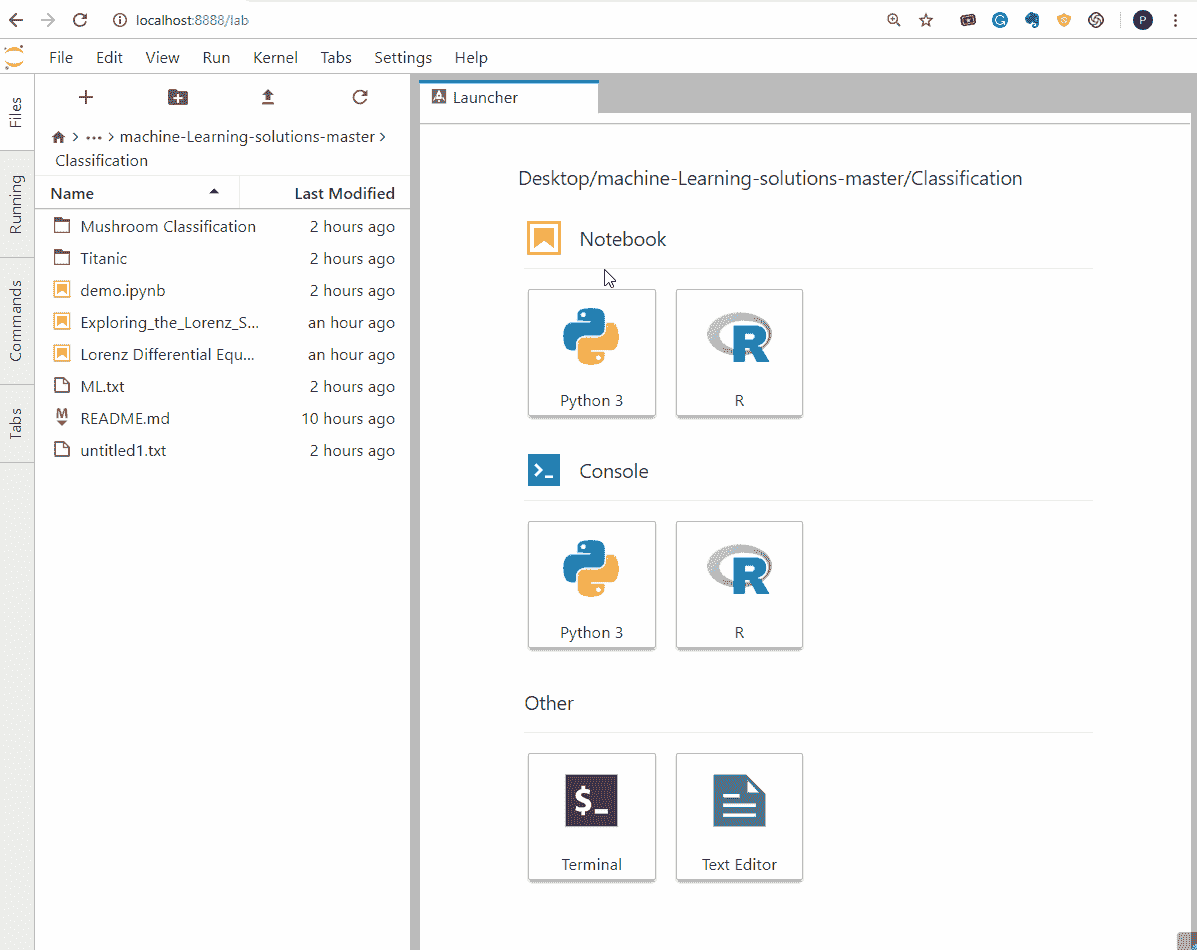 localhost:8888/lab
P
File Edit View Run Kernel Tabs Settings Help
Files
Running
Commands
Tabs
machine-Learning-solutions-master
Classification
Name Last Modified
Mushroom Classification 2 hours ago
Titanic 2 hours ago
demo.ipynb 2 hours ago
Exploring_the_Lorenz_S... an hour ago
Lorenz Differential Equ... an hour ago
ML.txt 2 hours ago
M README.md 10 hours ago
untitled1.txt 2 hours ago
Launcher
Desktop/machine-Learning-solutions-master/Classification
Notebook
R
Python 3 R
Console
>_
R
Python 3 R
Other
$_
Terminal Text Editor